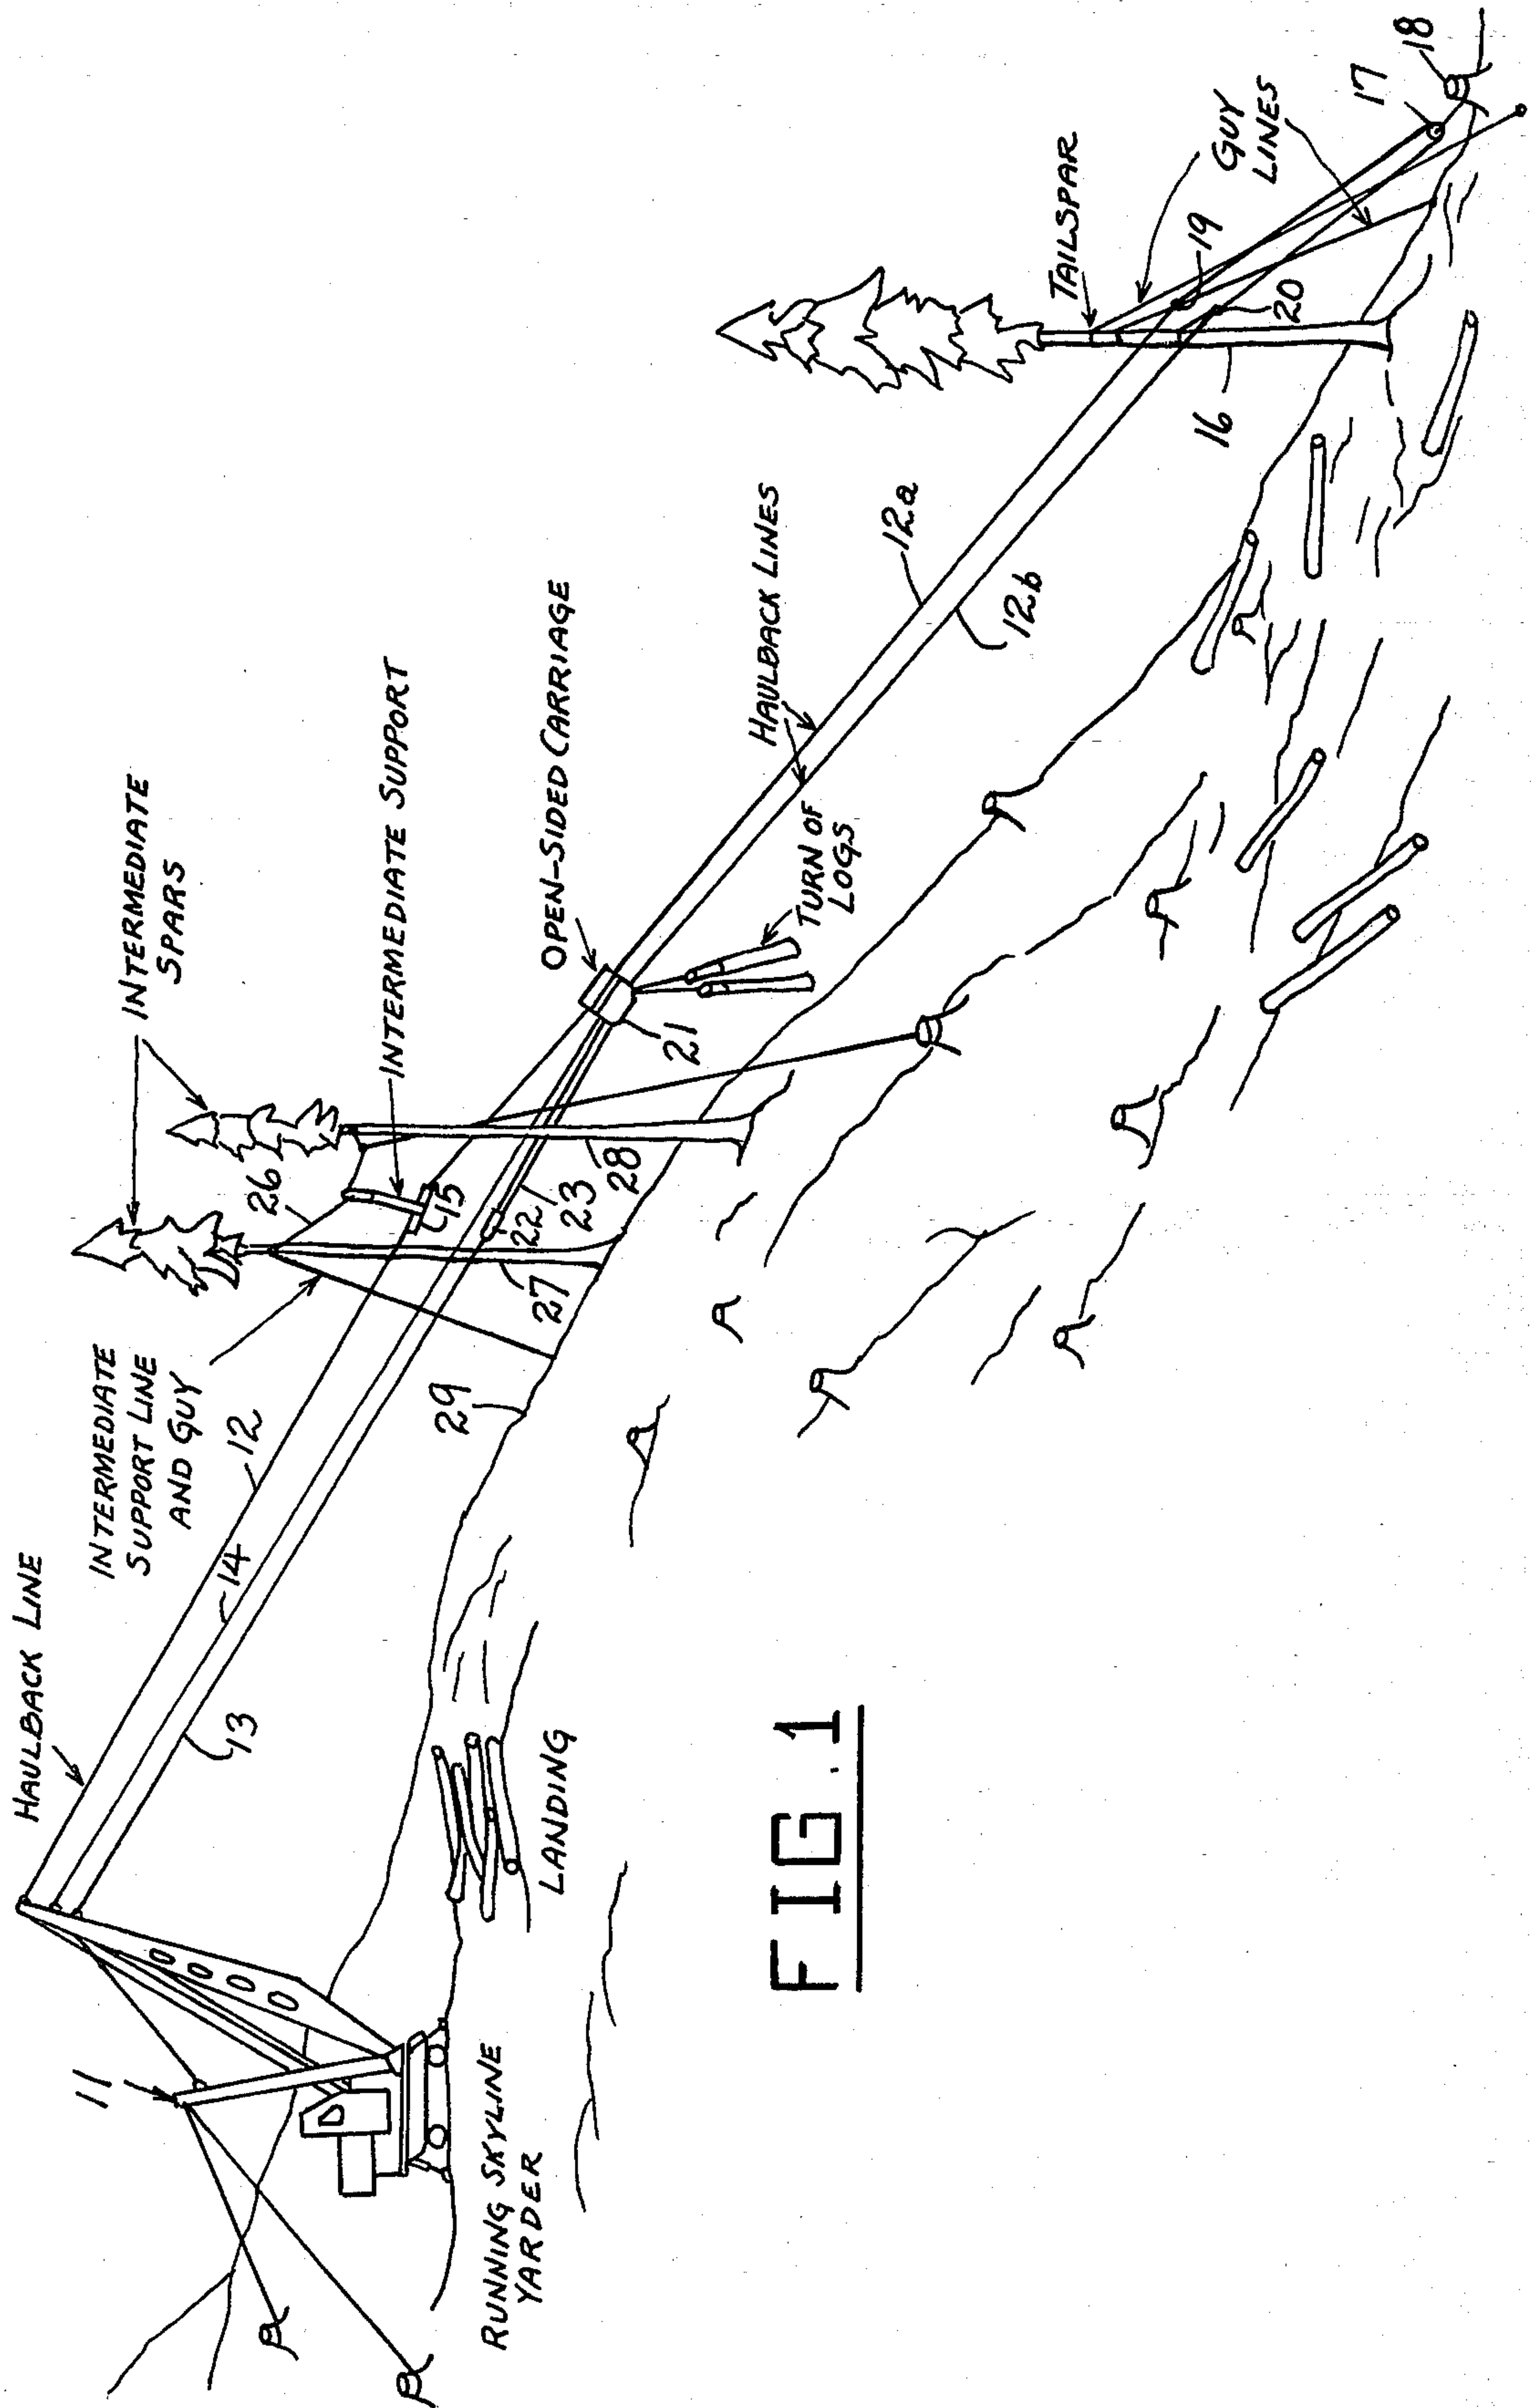 HAULBACK LINE
INTERMEDIATE
SUPPORT LINE
AND GUY
INTERMEDIATE
SPARS
INTERMEDIATE SUPPORT
OPEN-SIDED CARRIAGE
HAULBACK LINES
TURN OF
LOGS
TAILSPAR
GUY
LINES
11
12
14
13
29
26
15
22
23
27
28
21
12a
12b
16
19
20
17
18
LANDING
RUNNING SKYLINE
YARDER
FIG.1